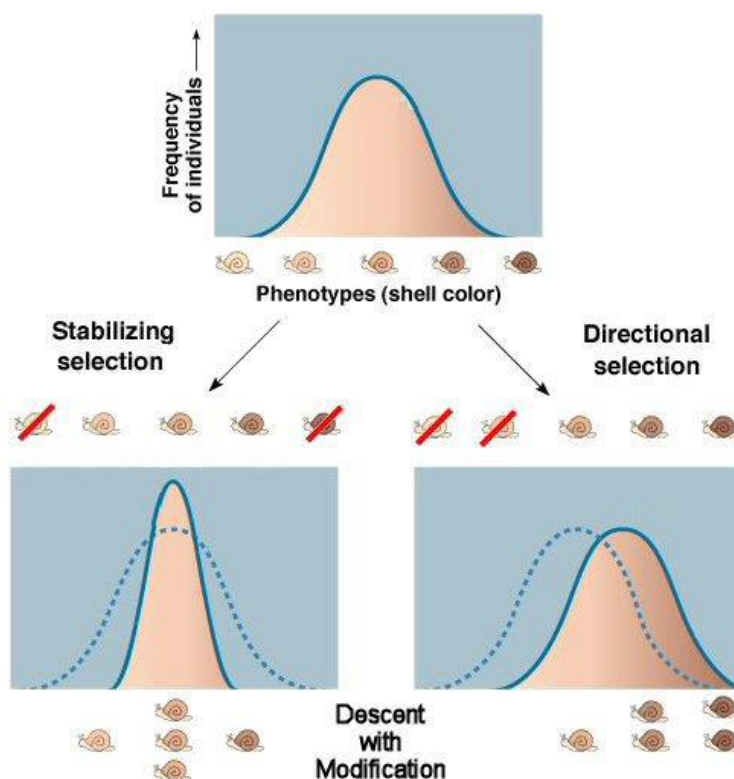 Frequency
of individuals
Phenotypes (shell color)
Stabilizing
selection
Directional
selection
Descent
with
Modification